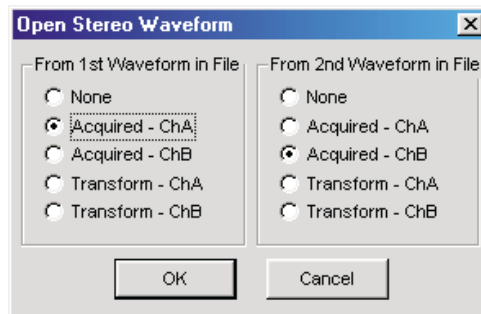 Open Stereo Waveform
From 1st Waveform in File
None
Acquired - ChA
Acquired - ChB
Transform - ChA
Transform - ChB
From 2nd Waveform in File
None
Acquired - ChA
Acquired - ChB
Transform - ChA
Transform - ChB
OK
Cancel